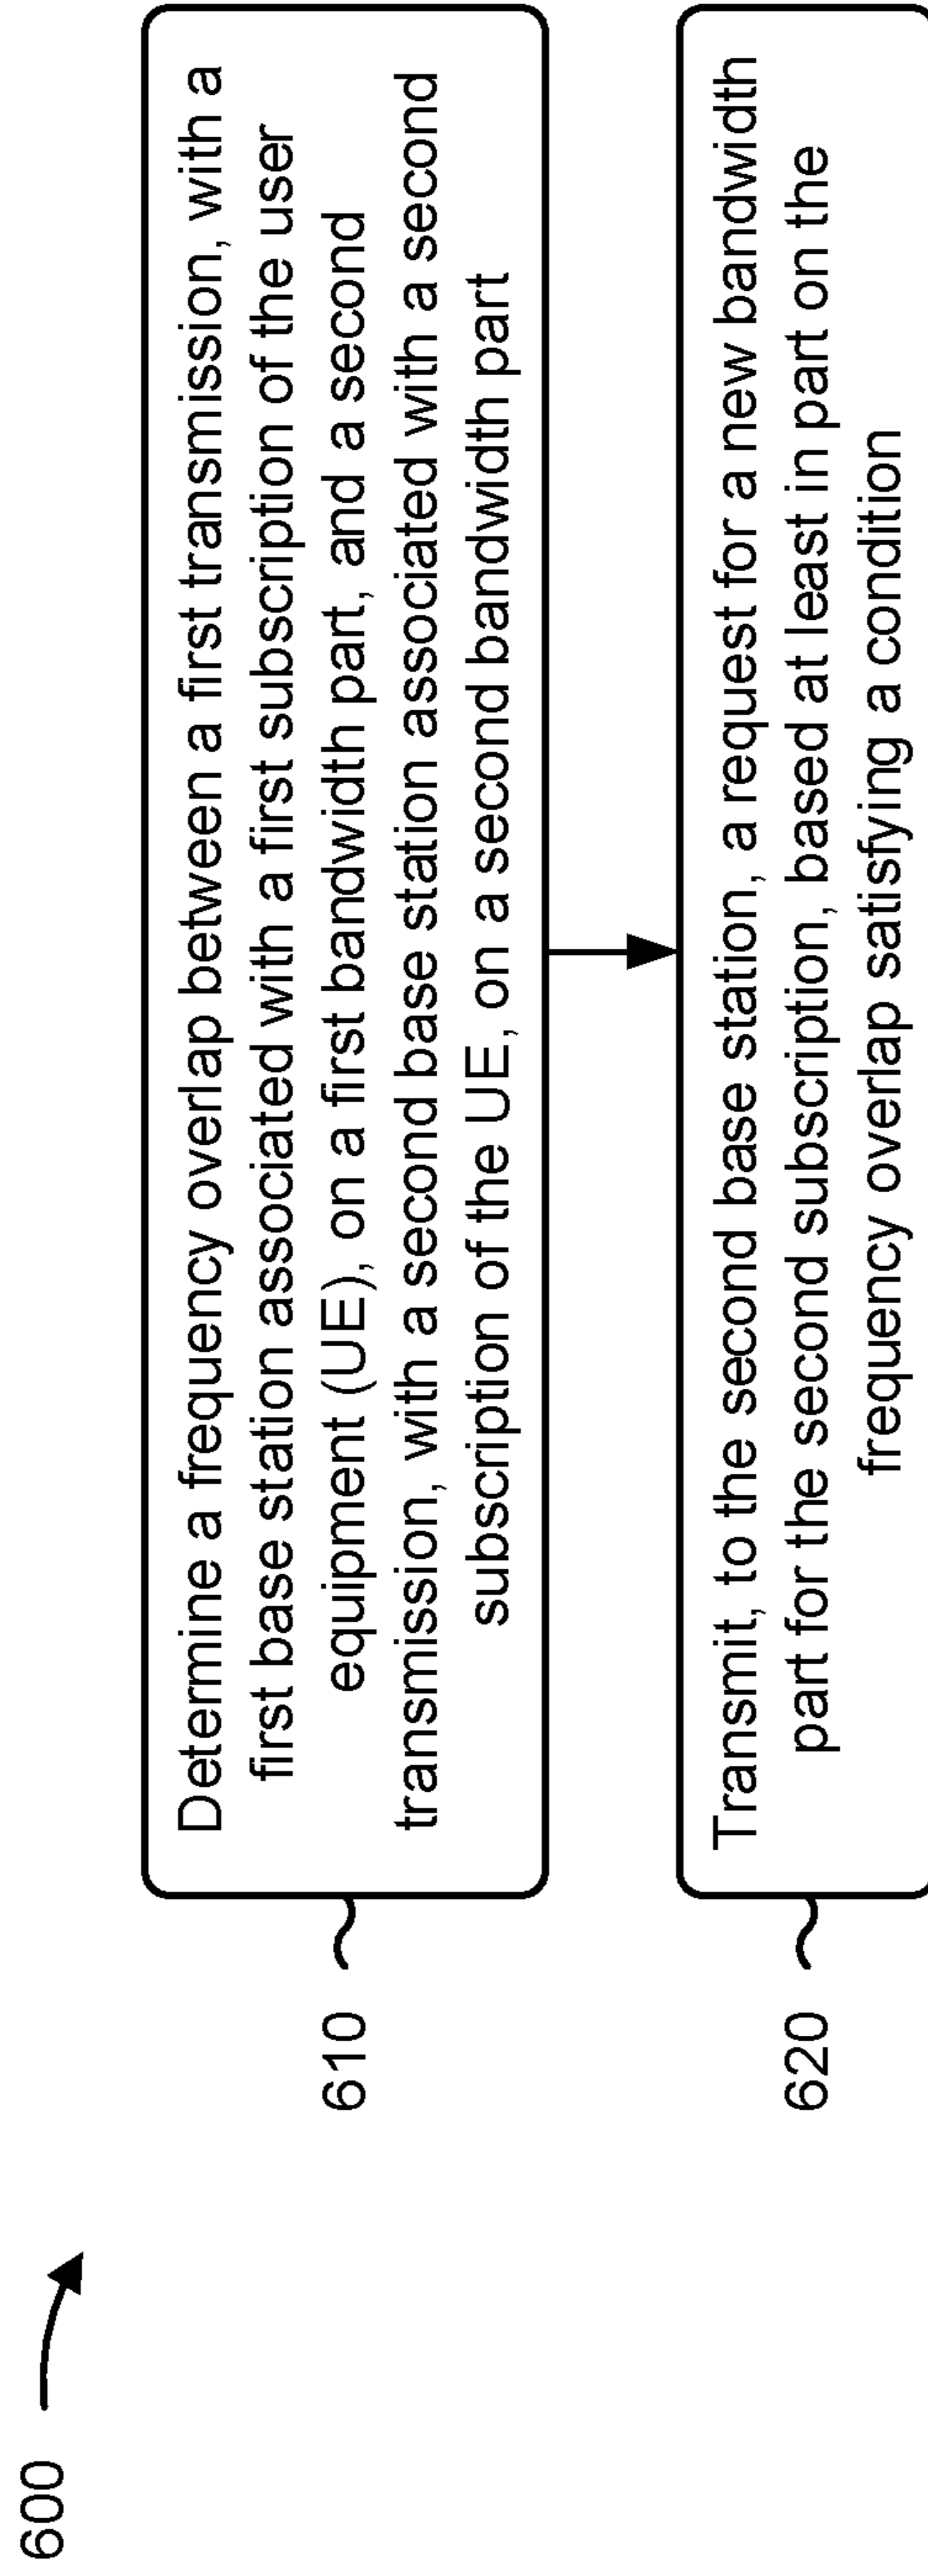 600
610
Determine a frequency overlap between a first transmission, with a
first base station associated with a first subscription of the user
equipment (UE), on a first bandwidth part, and a second
transmission, with a second base station associated with a second
subscription of the UE, on a second bandwidth part
620
Transmit, to the second base station, a request for a new bandwidth
part for the second subscription, based at least in part on the
frequency overlap satisfying a condition